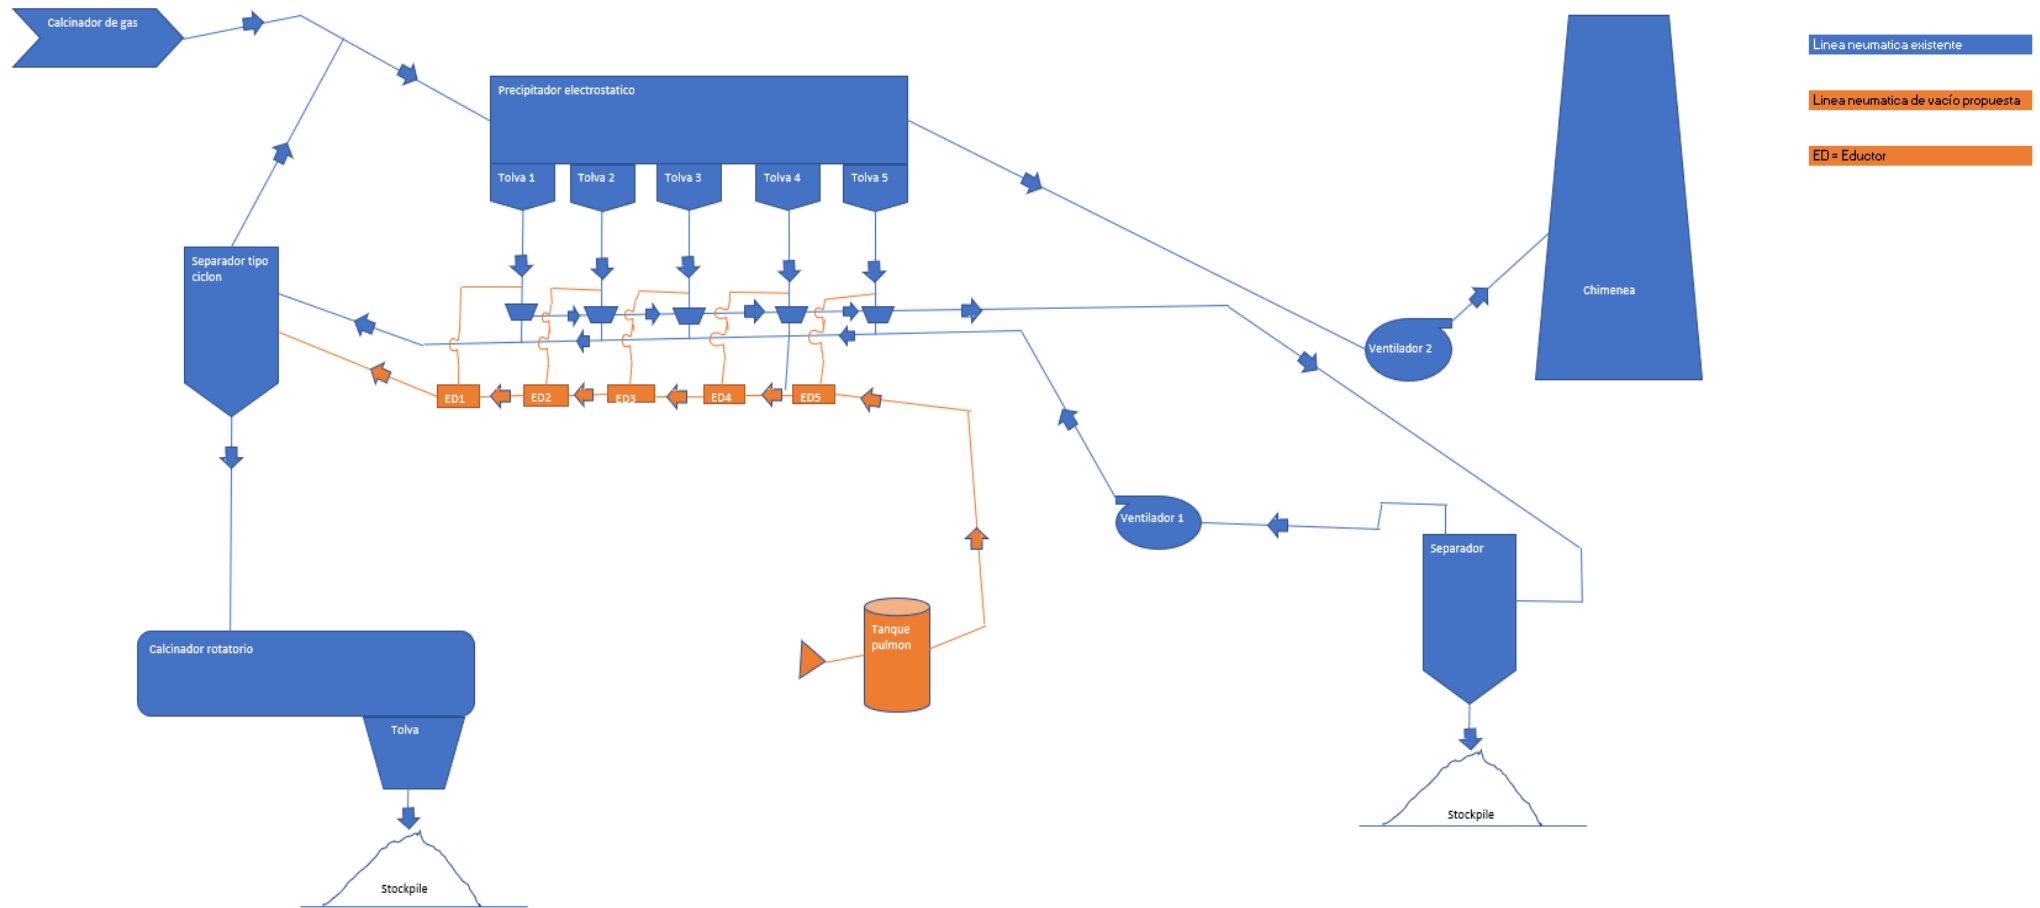 Calcinador de gas
Linea neumatica existente
Precipitador electrostatico
Linea neumatica de vacío propuesta
ED = Eductor
Tolva 1
Tolva 2
Tolva 3
Tolva 4
Tolva 5
Separador tipo
ciclon
Chimenea
Ventilador 2
ED1
ED2
ED3
ED4
ED5
Ventilador 1
Separador
Tanque
pulmon
Calcinador rotatorio
Tolva
Stockpile
Stockpile